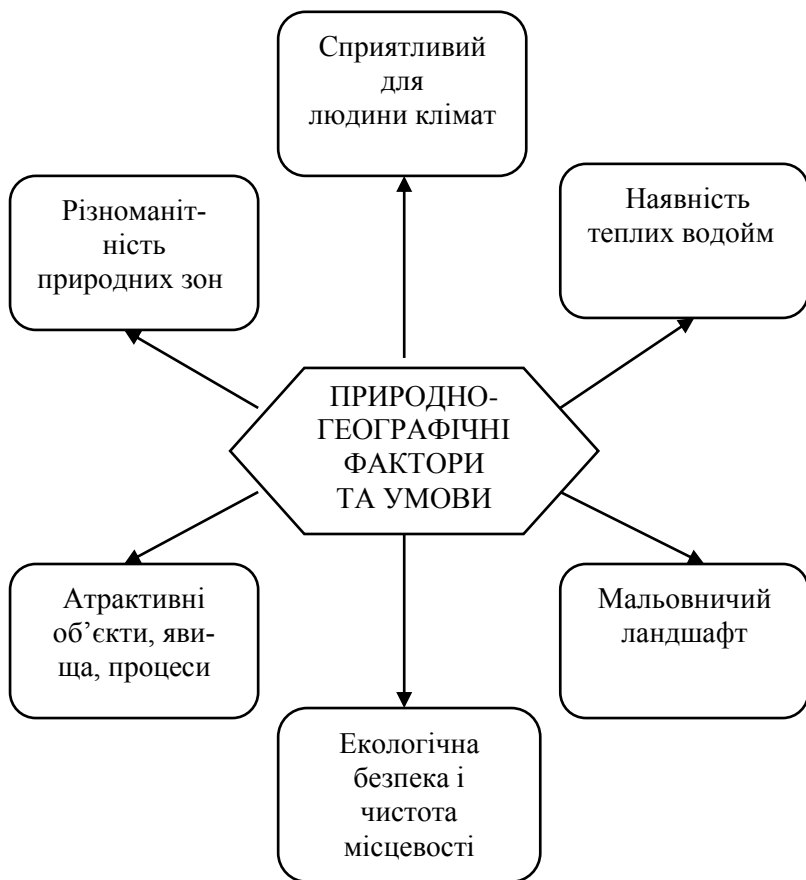 Сприятливий
для
людини клімат
Різноманіт-
ність
природних зон
Наявність
теплих водойм
ПРИРОДНО-
ГЕОГРАФІЧНІ
ФАКТОРИ
ТА УМОВИ
Атрактивні
об’єкти, яви-
ща, процеси
Мальовничий
ландшафт
Екологічна
безпека і
чистота
місцевості